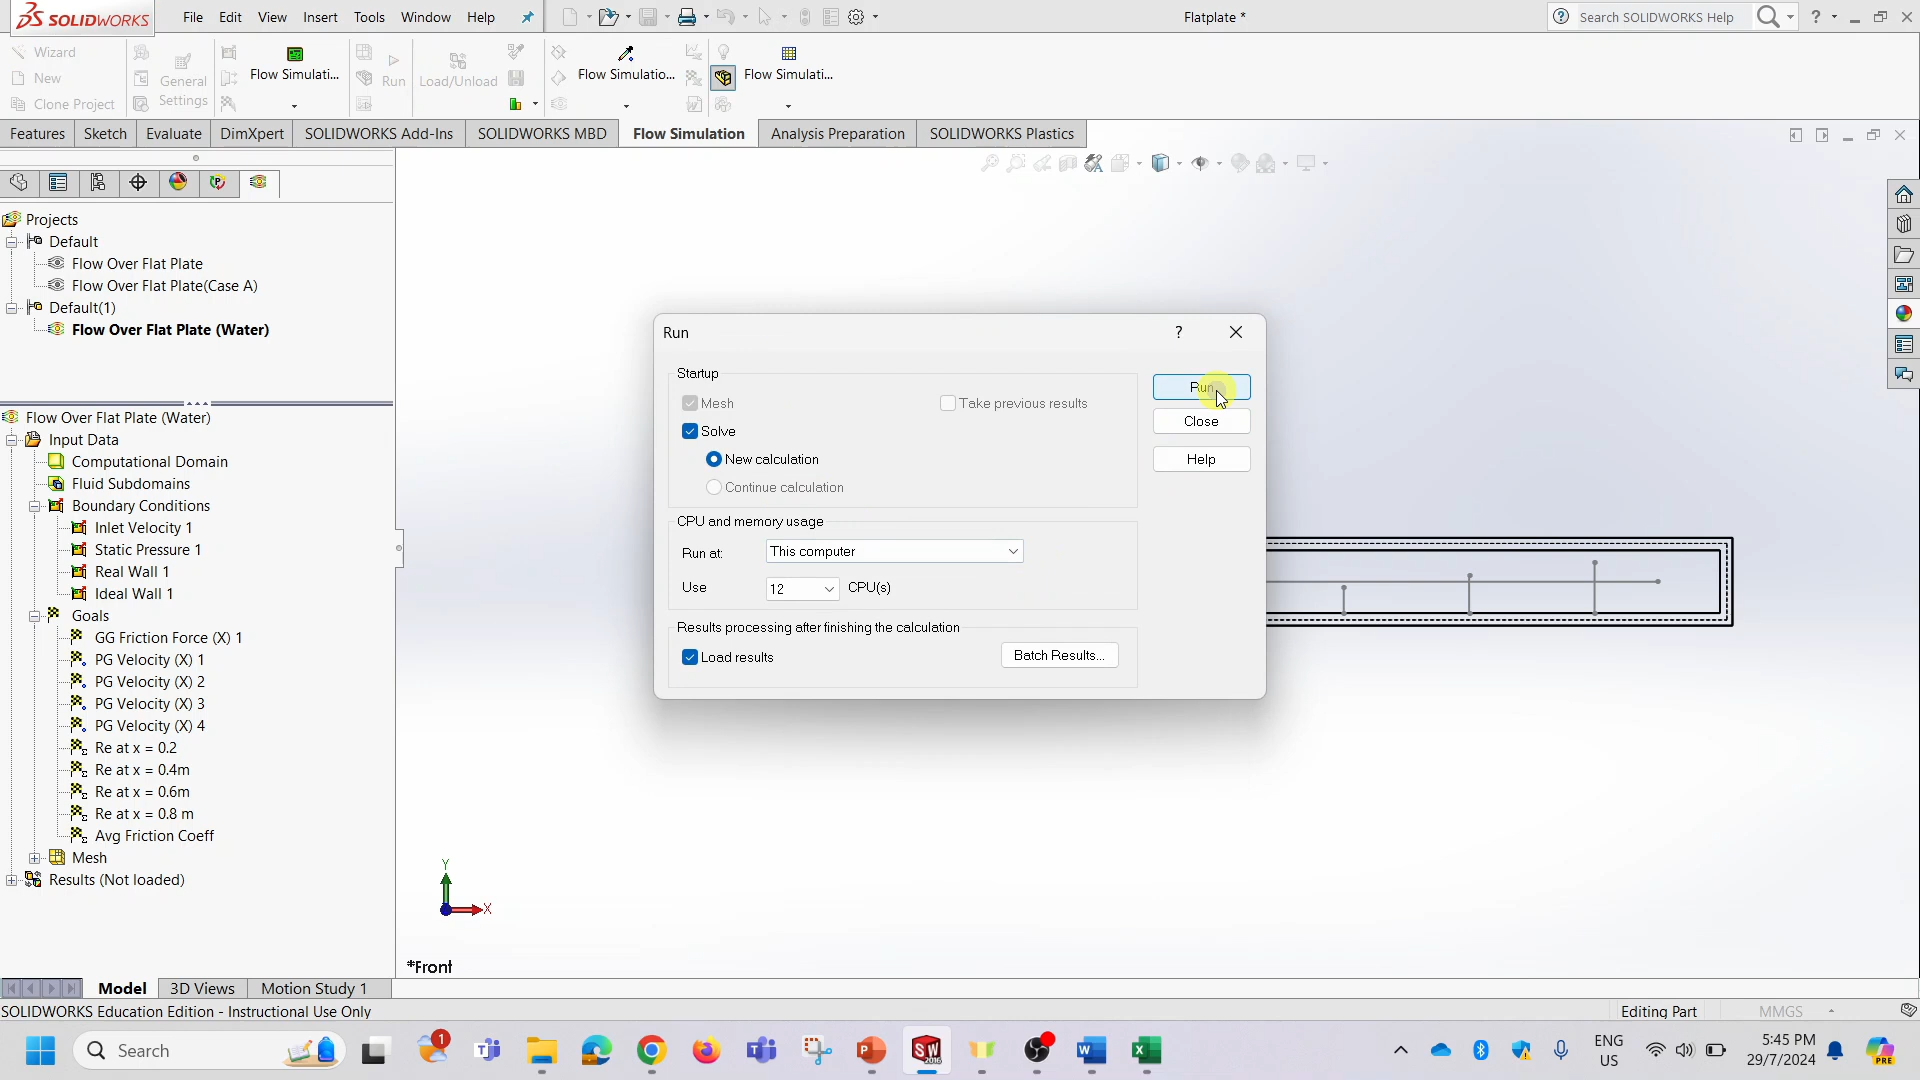 SOLIDWORKS File Edit View Insert Tools Window Help Flatplate * Search SOLIDWORKS Help ?
Wizard
New
Clone Project
General Settings
Flow Simulati...
Run
Load/Unload
Flow Simulatio...
Flow Simulati...
Features Sketch Evaluate DimXpert SOLIDWORKS Add-Ins SOLIDWORKS MBD Flow Simulation Analysis Preparation SOLIDWORKS Plastics
Projects
Default
Flow Over Flat Plate
Flow Over Flat Plate(Case A)
Default(1)
Flow Over Flat Plate (Water)
Flow Over Flat Plate (Water)
Input Data
Computational Domain
Fluid Subdomains
Boundary Conditions
Inlet Velocity 1
Static Pressure 1
Real Wall 1
Ideal Wall 1
Goals
GG Friction Force (X) 1
PG Velocity (X) 1
PG Velocity (X) 2
PG Velocity (X) 3
PG Velocity (X) 4
Re at x = 0.2
Re at x = 0.4m
Re at x = 0.6m
Re at x = 0.8 m
Avg Friction Coeff
Mesh
Results (Not loaded)
Run ?
Startup
Mesh Take previous results
Solve
New calculation
Continue calculation
CPU and memory usage
Run at: This computer
Use 12 CPU(s)
Results processing after finishing the calculation
Load results Batch Results...
Run
Close
Help
Y
X
*Front
Model 3D Views Motion Study 1
SOLIDWORKS Education Edition - Instructional Use Only Editing Part MMGS
Search 1 ENG US 5:45 PM 29/7/2024